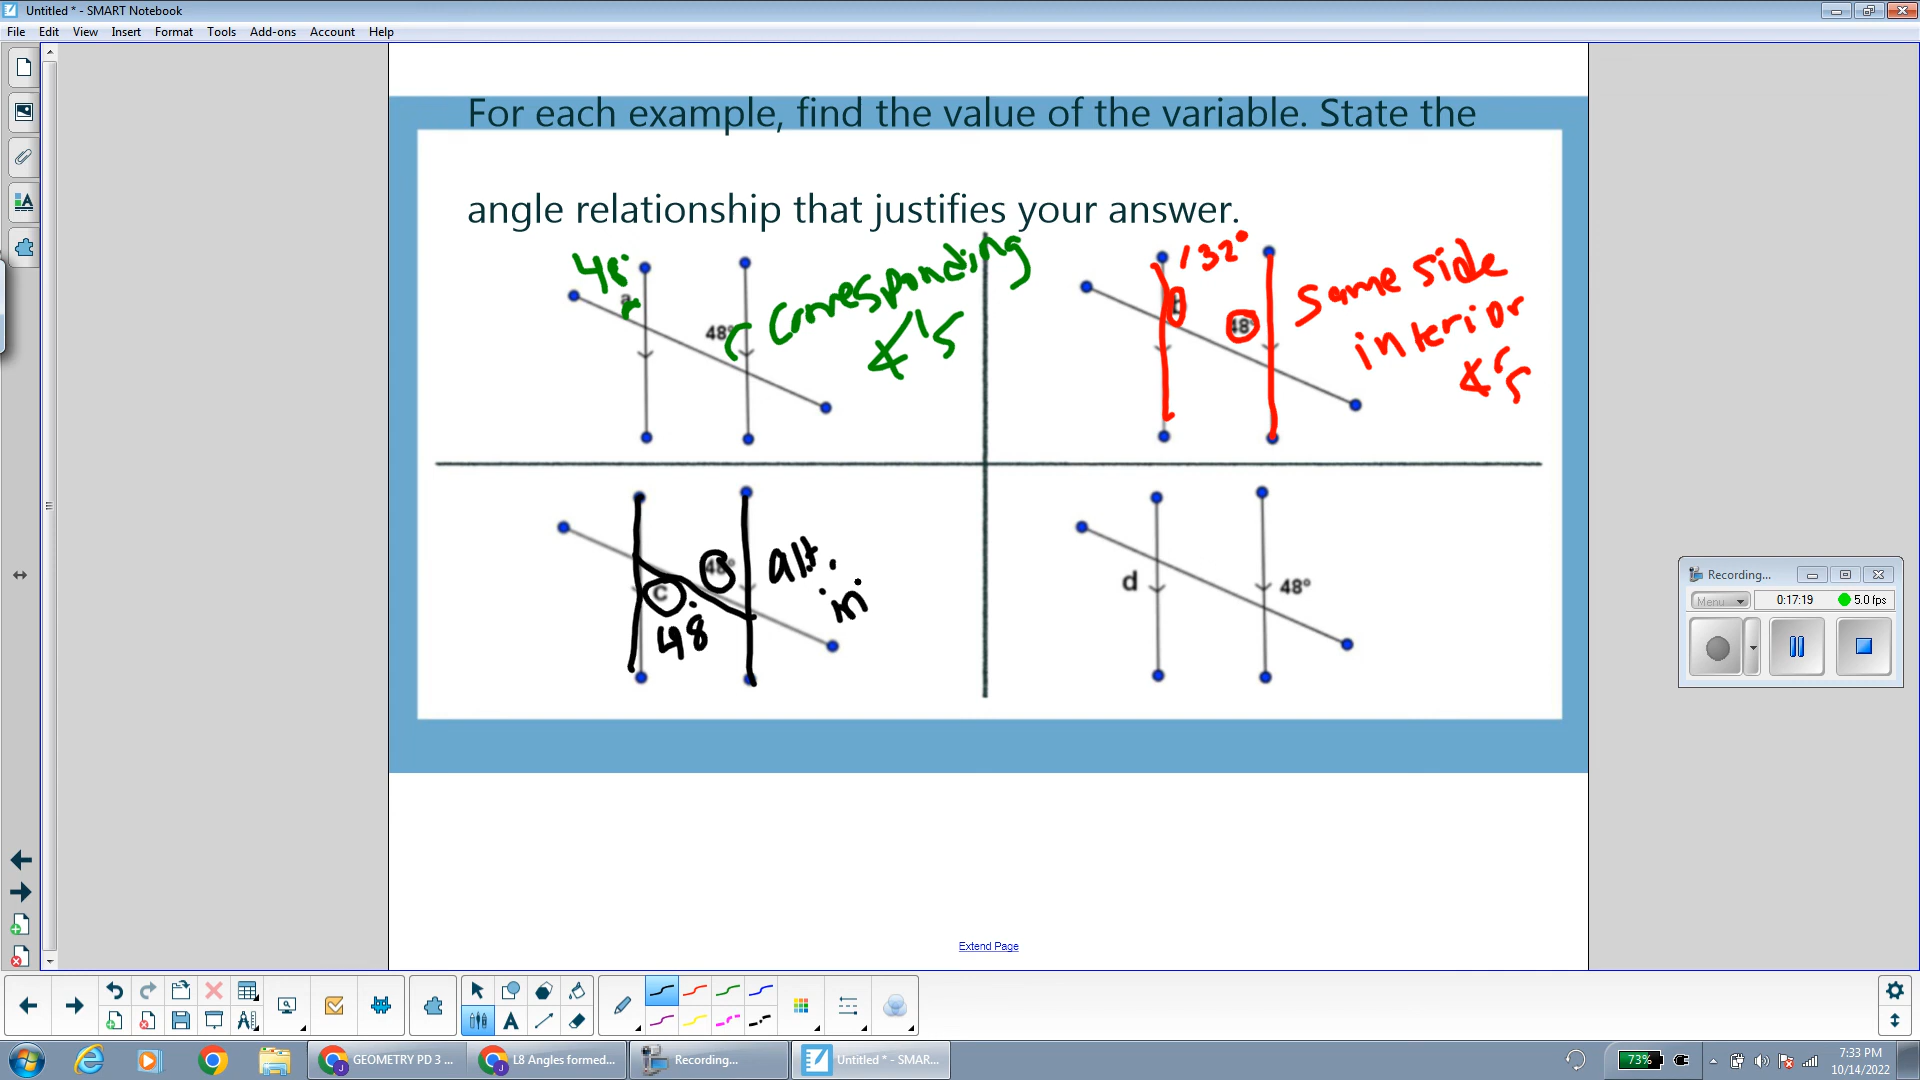 Untitled * - SMART Notebook
File Edit View Insert Format Tools Add-ons Account Help
For each example, find the value of the variable. State the
angle relationship that justifies your answer.
48°
a
48°
corresponding
∡'s
132°
48°
same side
interior
∡'s
48°
c
48°
alt.
in
d
48°
Recording...
Menu
0:17:19
5.0 fps
Extend Page
GEOMETRY PD 3 ...
L8 Angles formed...
Recording...
Untitled * - SMAR...
73%
7:33 PM
10/14/2022